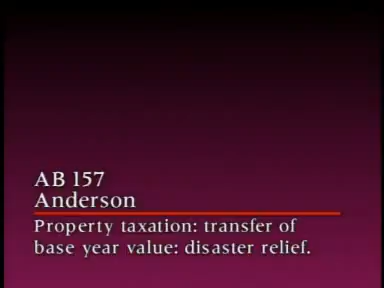 AB 157
Anderson
Property taxation: transfer of
base year value: disaster relief.